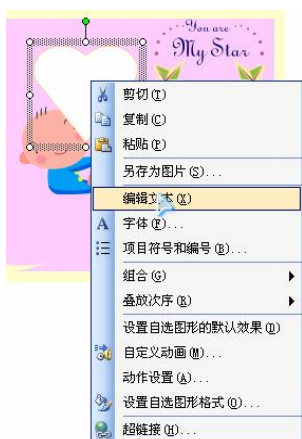 You are
My Star
剪切(T)
复制(C)
粘贴(P)
另存为图片(S)...
编辑文本(X)
字体(F)...
项目符号和编号(B)...
组合(G)
叠放次序(R)
设置自选图形的默认效果(D)
自定义动画(M)...
动作设置(A)...
设置自选图形格式(O)...
超链接(H)...